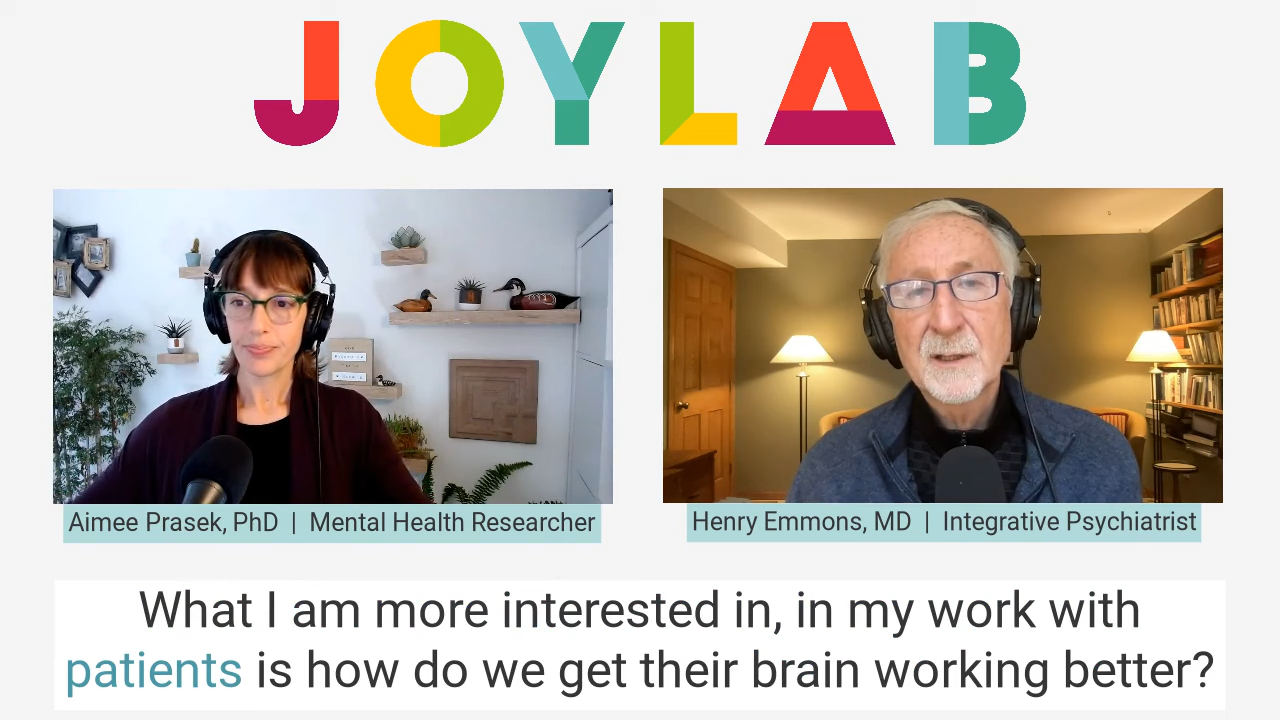 JOYLAB
Aimee Prasek, PhD | Mental Health Researcher
Henry Emmons, MD | Integrative Psychiatrist
What I am more interested in, in my work with
patients is how do we get their brain working better?